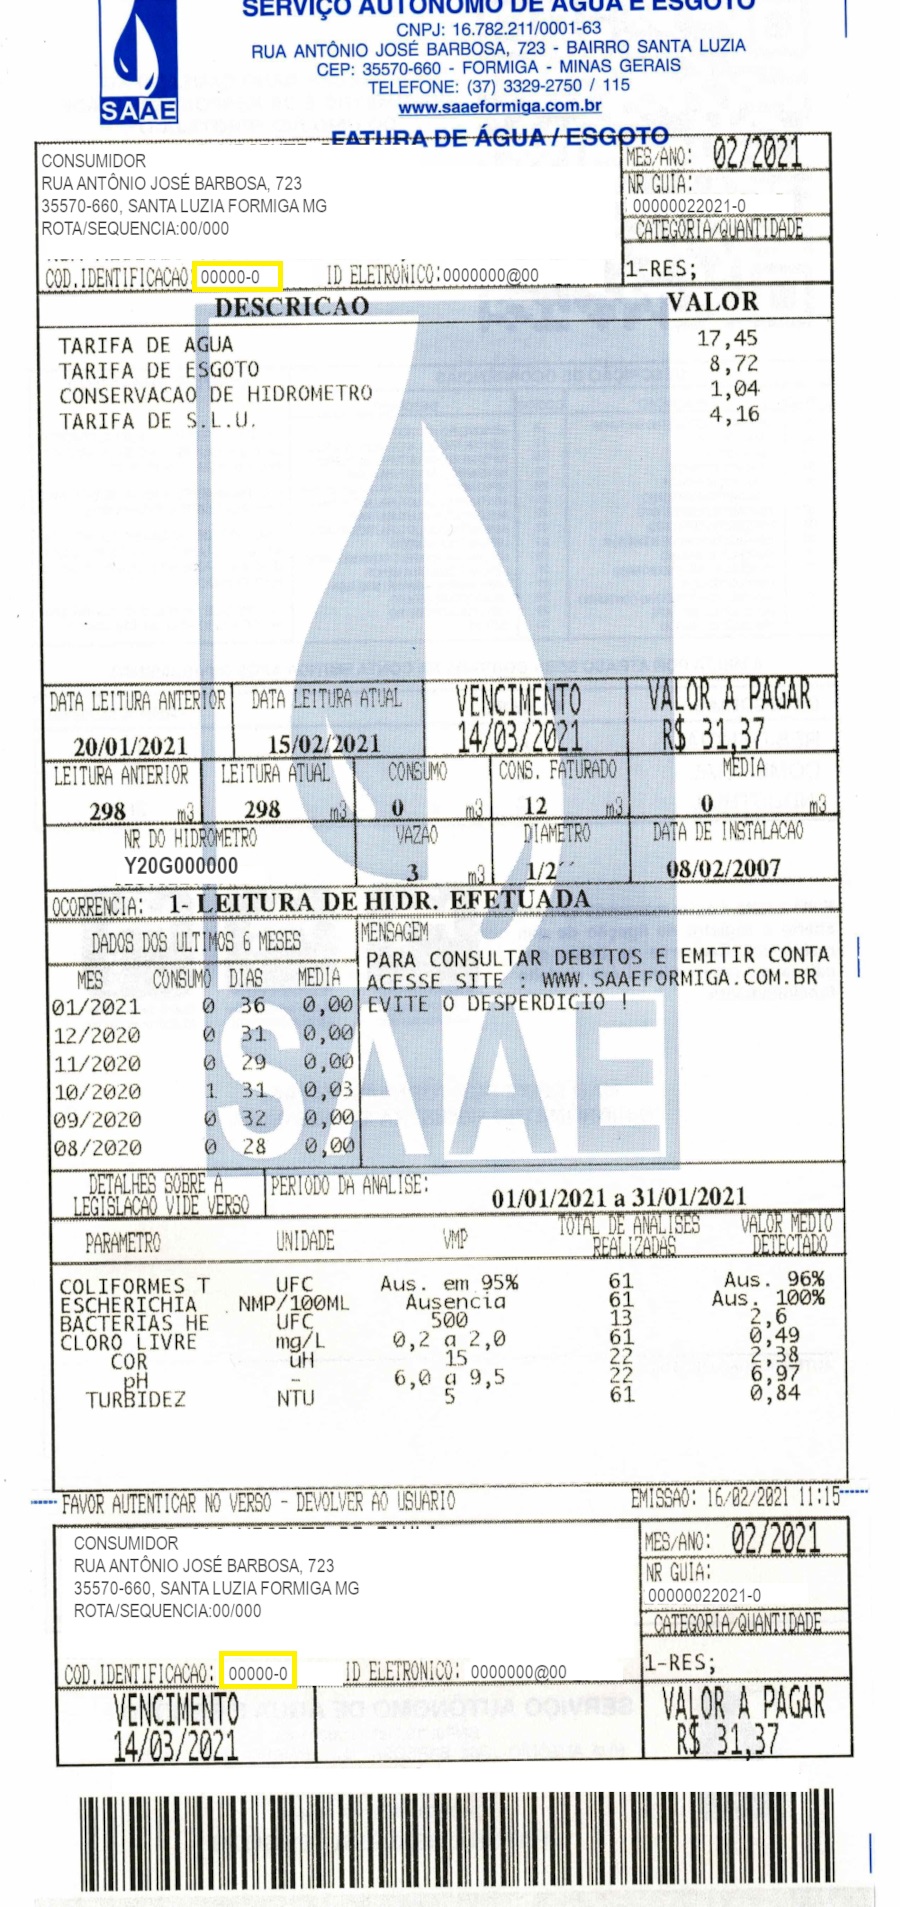 SERVIÇO AUTÔNOMO DE ÁGUA E ESGOTO
CNPJ: 16.782.211/0001-63
RUA ANTÔNIO JOSÉ BARBOSA, 723 - BAIRRO SANTA LUZIA
CEP: 35570-660 - FORMIGA - MINAS GERAIS
TELEFONE: (37) 3329-2750 / 115
www.saaeformiga.com.br
SAAE
FATURA DE ÁGUA / ESGOTO
CONSUMIDOR
RUA ANTÔNIO JOSÉ BARBOSA, 723
35570-660, SANTA LUZIA FORMIGA MG
ROTA/SEQUENCIA:00/000
MES/ANO: 02/2021
NR GUIA:
00000022021-0
CATEGORIA/QUANTIDADE
1-RES;
COD.IDENTIFICACAO: 00000-0 ID ELETRÔNICO:0000000@00
DESCRICAO VALOR
TARIFA DE AGUA 17,45
TARIFA DE ESGOTO 8,72
CONSERVACAO DE HIDROMETRO 1,04
TARIFA DE S.L.U. 4,16
DATA LEITURA ANTERIOR DATA LEITURA ATUAL VENCIMENTO VALOR A PAGAR
20/01/2021 15/02/2021 14/03/2021 R$ 31,37
LEITURA ANTERIOR LEITURA ATUAL CONSUMO CONS. FATURADO MÉDIA
298 m3 298 m3 0 m3 12 m3 0 m3
NR DO HIDROMETRO VAZAO DIAMETRO DATA DE INSTALACAO
Y20G000000 3 m3 1/2´´ 08/02/2007
OCORRENCIA: 1- LEITURA DE HIDR. EFETUADA
DADOS DOS ULTIMOS 6 MESES
MES CONSUMO DIAS MEDIA
01/2021 0 36 0,00
12/2020 0 31 0,00
11/2020 0 29 0,00
10/2020 1 31 0,03
09/2020 0 32 0,00
08/2020 0 28 0,00
MENSAGEM
PARA CONSULTAR DEBITOS E EMITIR CONTA
ACESSE SITE : WWW.SAAEFORMIGA.COM.BR
EVITE O DESPERDICIO !
SAAE
DETALHES SOBRE A
LEGISLACAO VIDE VERSO
PERIODO DA ANALISE:
01/01/2021 a 31/01/2021
PARAMETRO UNIDADE VMP TOTAL DE ANALISES REALIZADAS VALOR MEDIO DETECTADO
COLIFORMES T UFC Aus. em 95% 61 Aus. 96%
ESCHERICHIA NMP/100ML Ausencia 61 Aus. 100%
BACTERIAS HE UFC 500 13 2,6
CLORO LIVRE mg/L 0,2 a 2,0 61 0,49
COR uH 15 22 2,38
pH - 6,0 a 9,5 22 6,97
TURBIDEZ NTU 5 61 0,84
FAVOR AUTENTICAR NO VERSO - DEVOLVER AO USUARIO
EMISSAO: 16/02/2021 11:15
CONSUMIDOR
RUA ANTÔNIO JOSÉ BARBOSA, 723
35570-660, SANTA LUZIA FORMIGA MG
ROTA/SEQUENCIA:00/000
MES/ANO: 02/2021
NR GUIA:
00000022021-0
CATEGORIA/QUANTIDADE
1-RES;
COD.IDENTIFICACAO: 00000-0 ID ELETRONICO: 0000000@00
VENCIMENTO
14/03/2021
VALOR A PAGAR
R$ 31,37